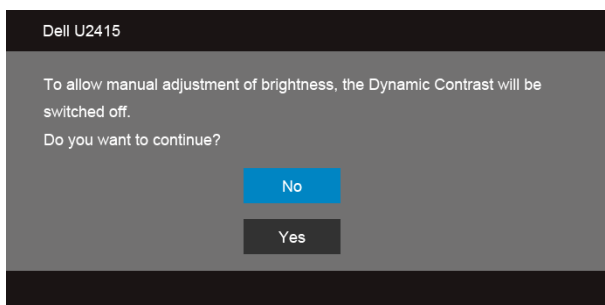 Dell U2415
To allow manual adjustment of brightness, the Dynamic Contrast will be
switched off.
Do you want to continue?
No
Yes